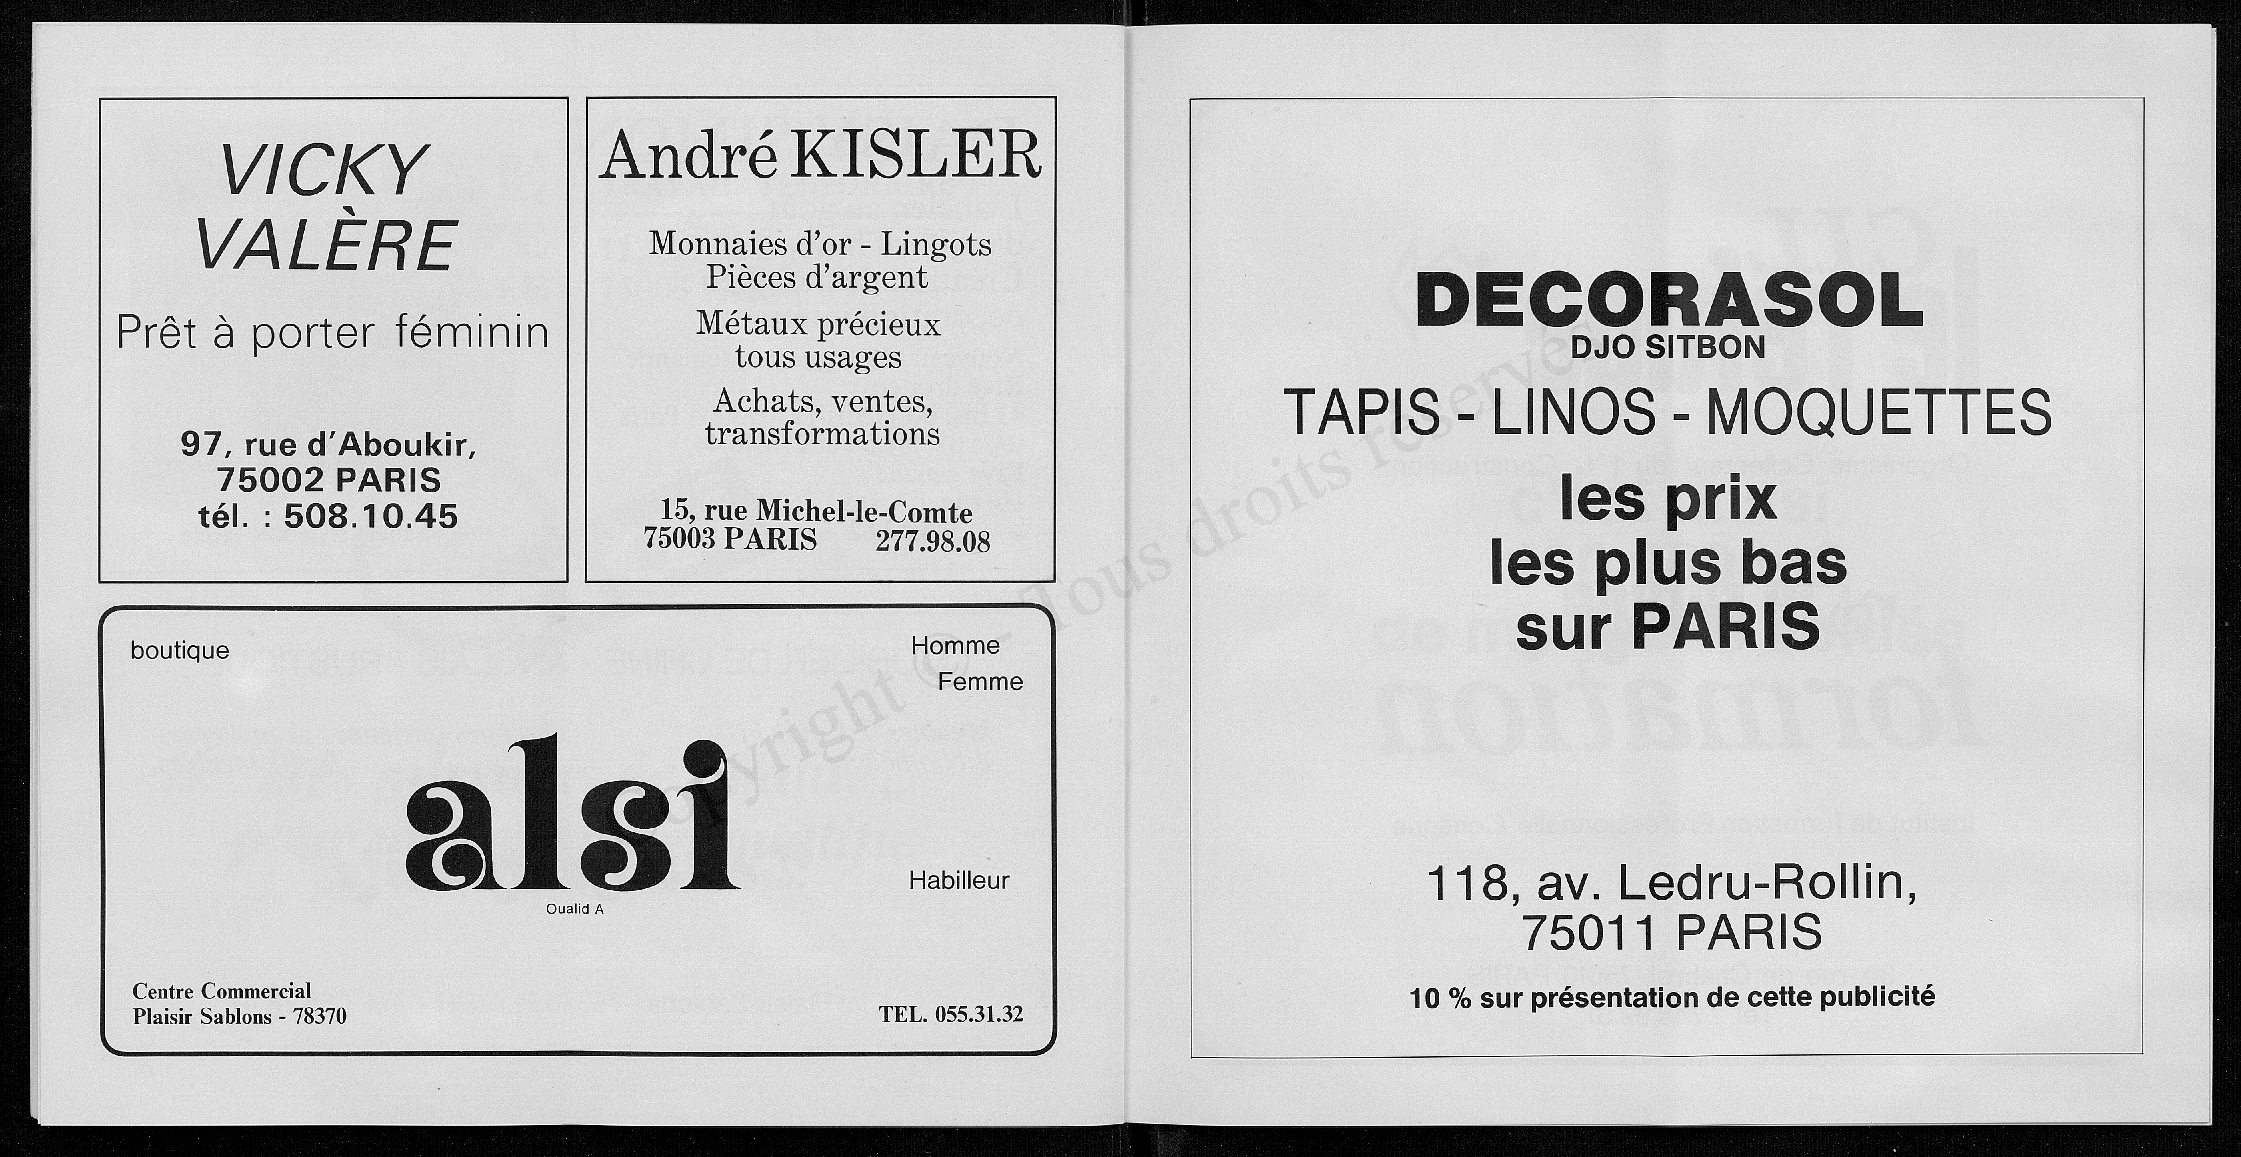 VICKY
VALÈRE
Prêt à porter féminin
97, rue d'Aboukir,
75002 PARIS
tél. : 508.10.45
André KISLER
Monnaies d'or - Lingots
Pièces d'argent
Métaux précieux
tous usages
Achats, ventes,
transformations
15, rue Michel-le-Comte
75003 PARIS 277.98.08
boutique
Homme
Femme
alsi
Oualid A
Habilleur
Centre Commercial
Plaisir Sablons - 78370
TEL. 055.31.32
DECORASOL
DJO SITBON
TAPIS - LINOS - MOQUETTES
les prix
les plus bas
sur PARIS
118, av. Ledru-Rollin,
75011 PARIS
10 % sur présentation de cette publicité
Copyright © - Tous droits réservés